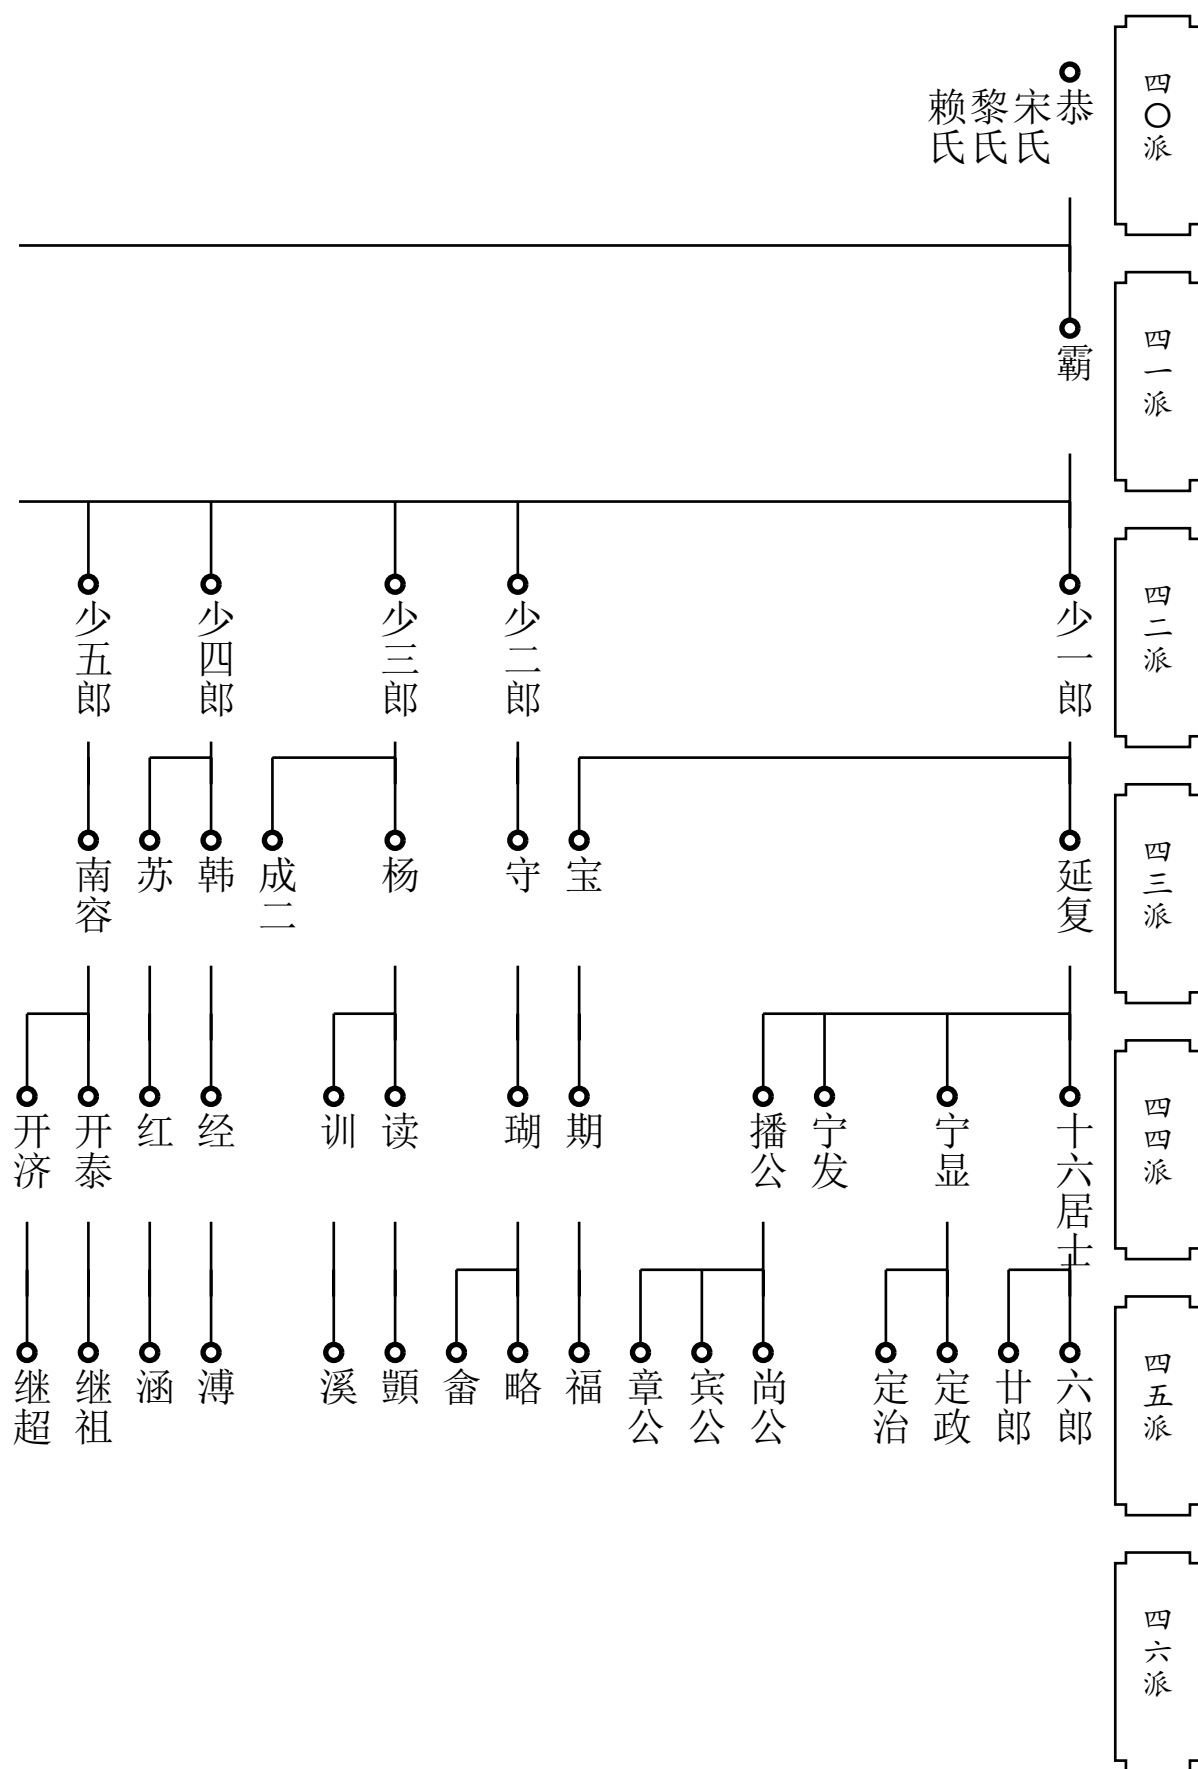 四〇派
恭
宋氏
黎氏
赖氏
四一派
霸
四二派
少一郎
少二郎
少三郎
少四郎
少五郎
四三派
延复
宝
守
杨
成二
韩
苏
南容
四四派
十六居士
宁显
宁发
播公
期
瑚
读
训
经
红
开泰
开济
四五派
六郎
廿郎
定政
定治
尚公
宾公
章公
福
略
畲
顗
溪
溥
涵
继祖
继超
四六派